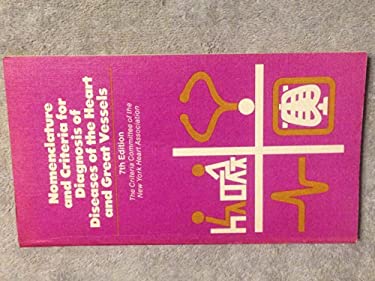 Nomenclature
and Criteria for
Diagnosis of
Diseases of the Heart
and Great Vessels
7th Edition
The Criteria Committee of the
New York Heart Association